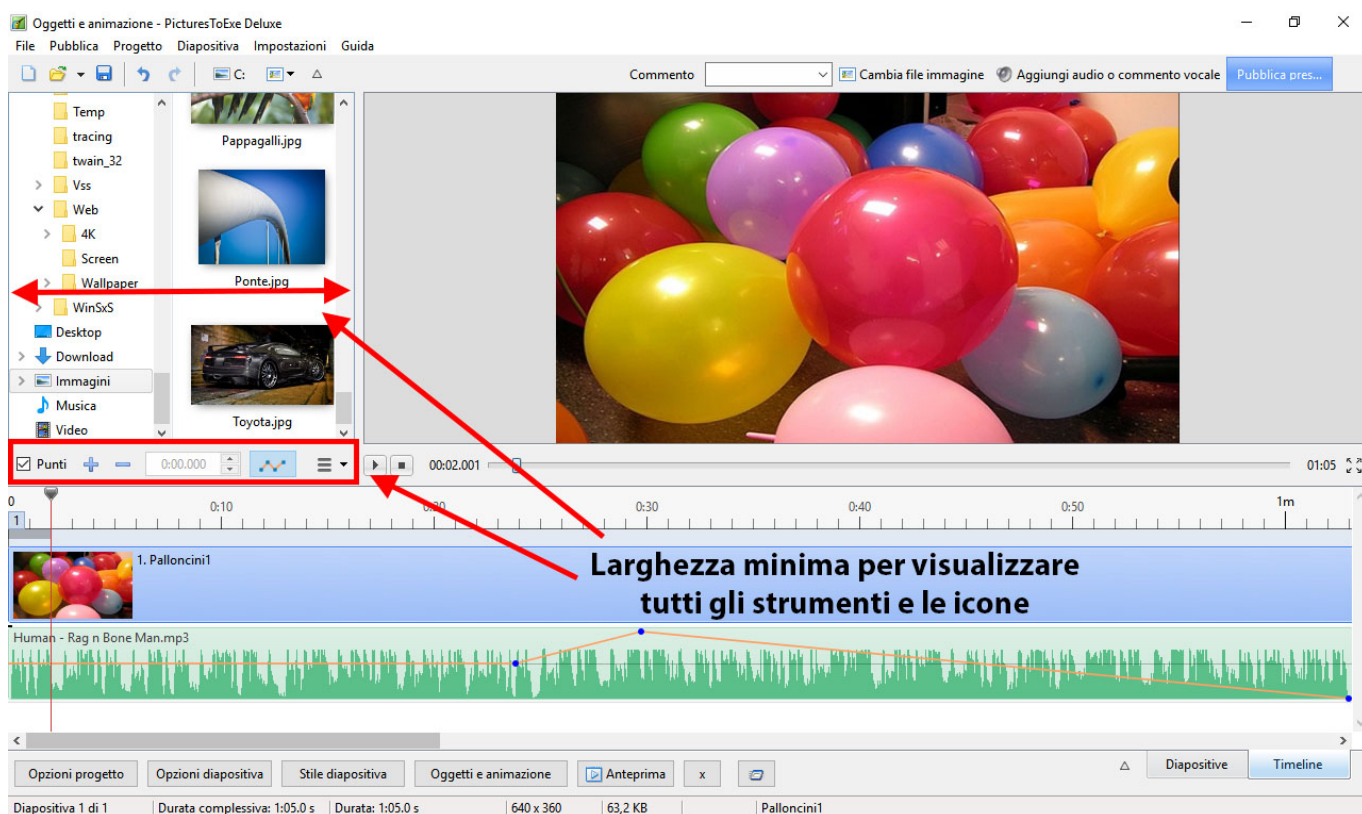 Oggetti e animazione - PicturesToExe Deluxe
File Pubblica Progetto Diapositiva Impostazioni Guida
C: Commento Cambia file immagine Aggiungi audio o commento vocale Pubblica pres...
Temp
tracing
twain_32
Vss
Web
4K
Screen
Wallpaper
WinSxS
Desktop
Download
Immagini
Musica
Video
Pappagalli.jpg
Ponte.jpg
Toyota.jpg
Punti 0:00.000 00:02.001 01:05
0 0:10 0:20 0:30 0:40 0:50 1m
1
1. Palloncini1
Larghezza minima per visualizzare
tutti gli strumenti e le icone
Human - Rag n Bone Man.mp3
Opzioni progetto Opzioni diapositiva Stile diapositiva Oggetti e animazione Anteprima x Diapositive Timeline
Diapositiva 1 di 1 Durata complessiva: 1:05.0 s Durata: 1:05.0 s 640 x 360 63,2 KB Palloncini1